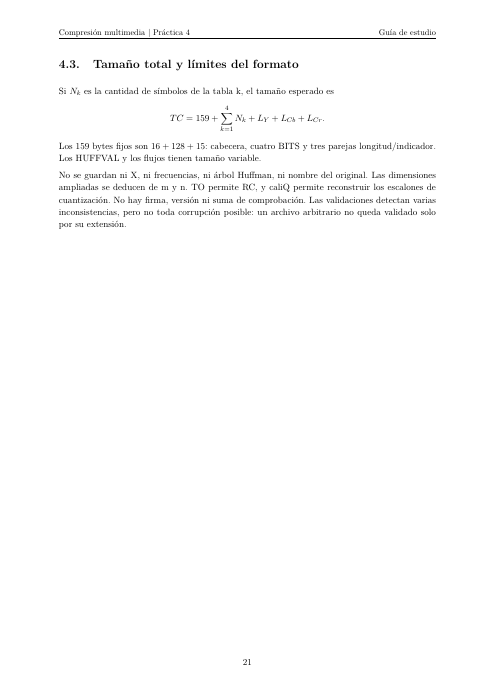 Compresión multimedia | Práctica 4 Guía de estudio
4.3. Tamaño total y límites del formato
Si N_k es la cantidad de símbolos de la tabla k, el tamaño esperado es
TC = 159 + ∑_{k=1}^{4} N_k + L_Y + L_{Cb} + L_{Cr}.
Los 159 bytes fijos son 16 + 128 + 15: cabecera, cuatro BITS y tres parejas longitud/indicador.
Los HUFFVAL y los flujos tienen tamaño variable.
No se guardan ni X, ni frecuencias, ni árbol Huffman, ni nombre del original. Las dimensiones
ampliadas se deducen de m y n. TO permite RC, y caliQ permite reconstruir los escalones de
cuantización. No hay firma, versión ni suma de comprobación. Las validaciones detectan varias
inconsistencias, pero no toda corrupción posible: un archivo arbitrario no queda validado solo
por su extensión.
21